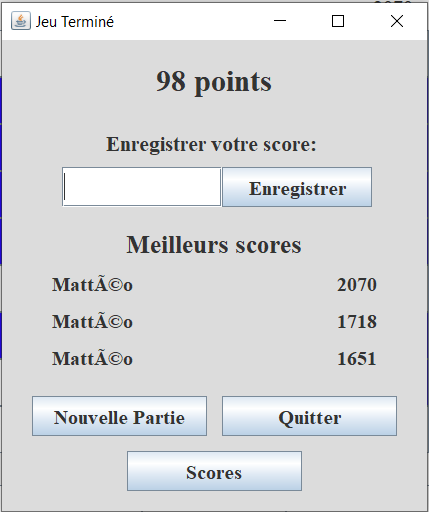 Jeu Terminé
98 points
Enregistrer votre score:
Enregistrer
Meilleurs scores
MattÃ©o 2070
MattÃ©o 1718
MattÃ©o 1651
Nouvelle Partie Quitter
Scores